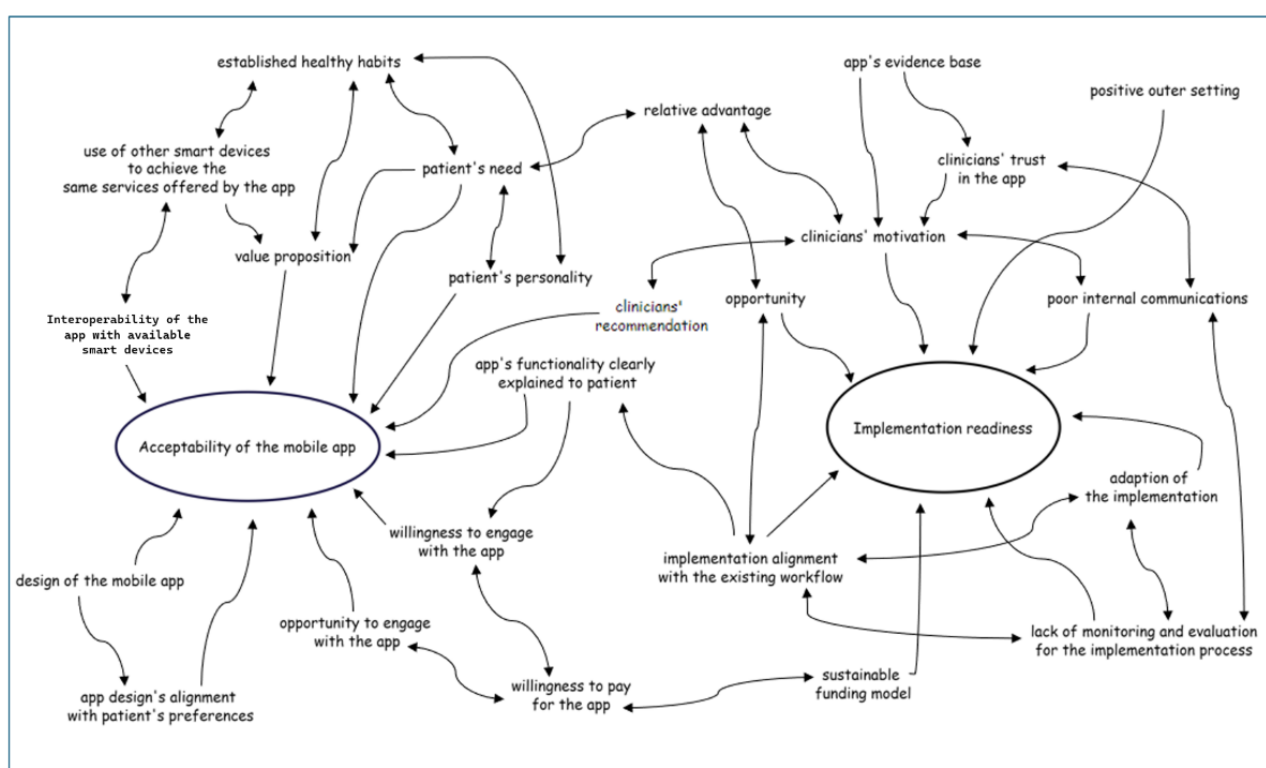 established healthy habits
app's evidence base
positive outer setting
relative advantage
use of other smart devices
to achieve the
same services offered by the app
patient's need
clinicians' trust
in the app
value proposition
clinicians' motivation
patient's personality
Interoperability of the
app with available
smart devices
clinicians'
recommendation
opportunity
poor internal communications
app's functionality clearly
explained to patient
Acceptability of the mobile app
Implementation readiness
adaption of
the implementation
willingness to engage
with the app
implementation alignment
with the existing workflow
design of the mobile app
opportunity to engage
with the app
lack of monitoring and evaluation
for the implementation process
app design's alignment
with patient's preferences
willingness to pay
for the app
sustainable
funding model